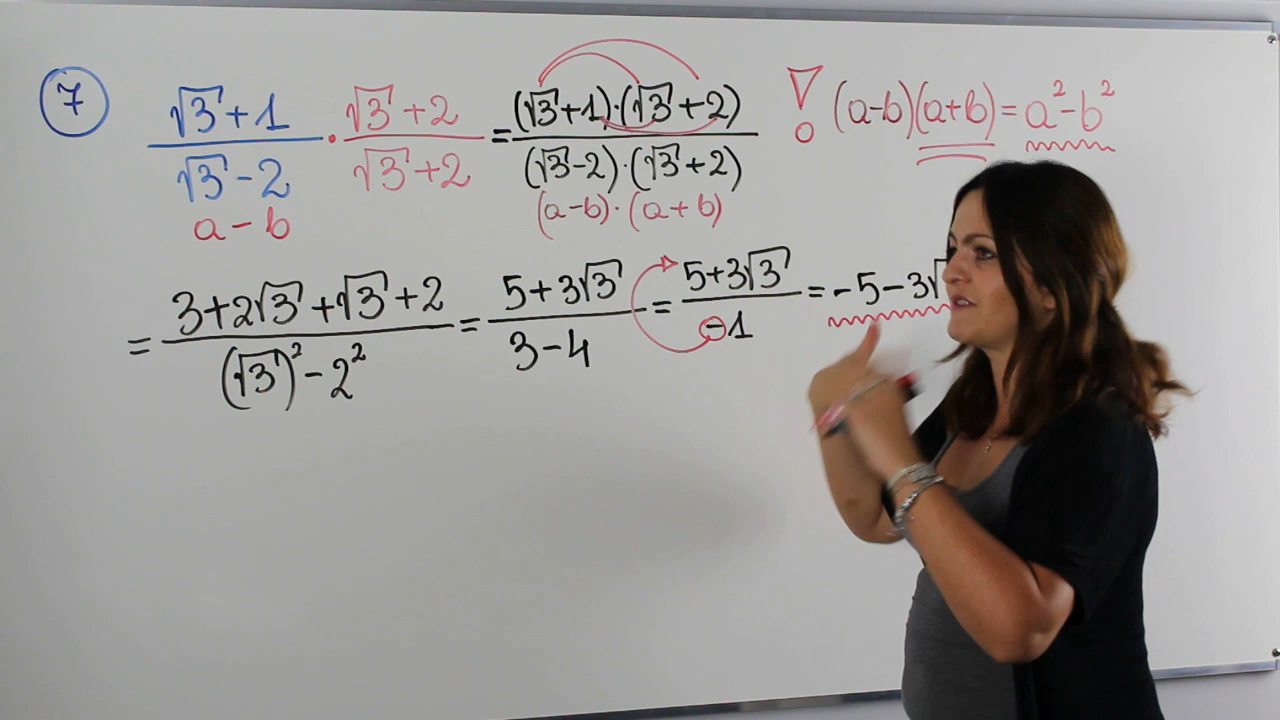 7 (√3+1)/(√3-2) · (√3+2)/(√3+2) = ((√3+1)·(√3+2))/((√3-2)·(√3+2)) ! (a-b)(a+b) = a²-b²
a-b (a-b)·(a+b)
= (3+2√3+√3+2)/((√3)²-2²) = (5+3√3)/(3-4) = (5+3√3)/(-1) = -5-3√